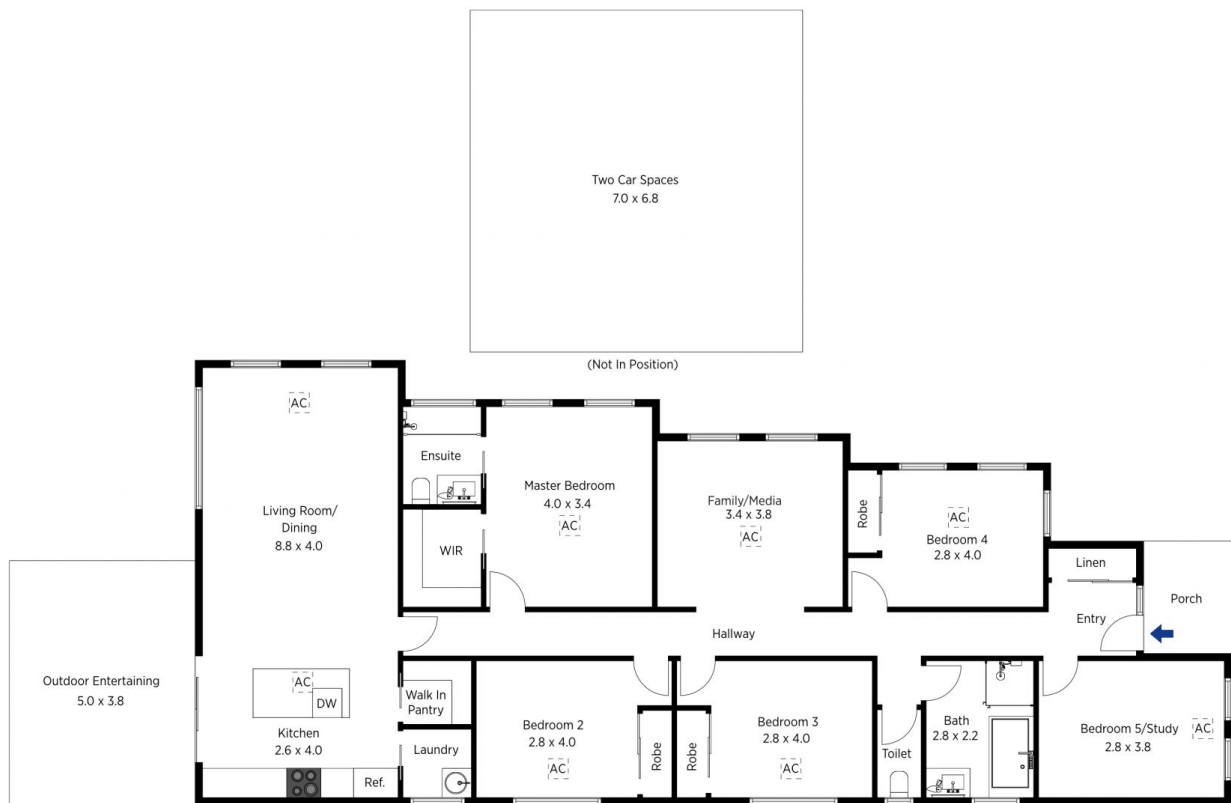 Two Car Spaces
7.0 x 6.8
(Not In Position)
AC
Ensuite
Master Bedroom
4.0 x 3.4
AC
Living Room/
Dining
8.8 x 4.0
WIR
Family/Media
3.4 x 3.8
AC
Robe
AC
Bedroom 4
2.8 x 4.0
Linen
Porch
Entry
Hallway
Outdoor Entertaining
5.0 x 3.8
AC
DW
Kitchen
2.6 x 4.0
Ref.
Walk In
Pantry
Laundry
Bedroom 2
2.8 x 4.0
AC
Robe
Robe
Bedroom 3
2.8 x 4.0
AC
Toilet
Bath
2.8 x 2.2
Bedroom 5/Study
2.8 x 3.8
AC